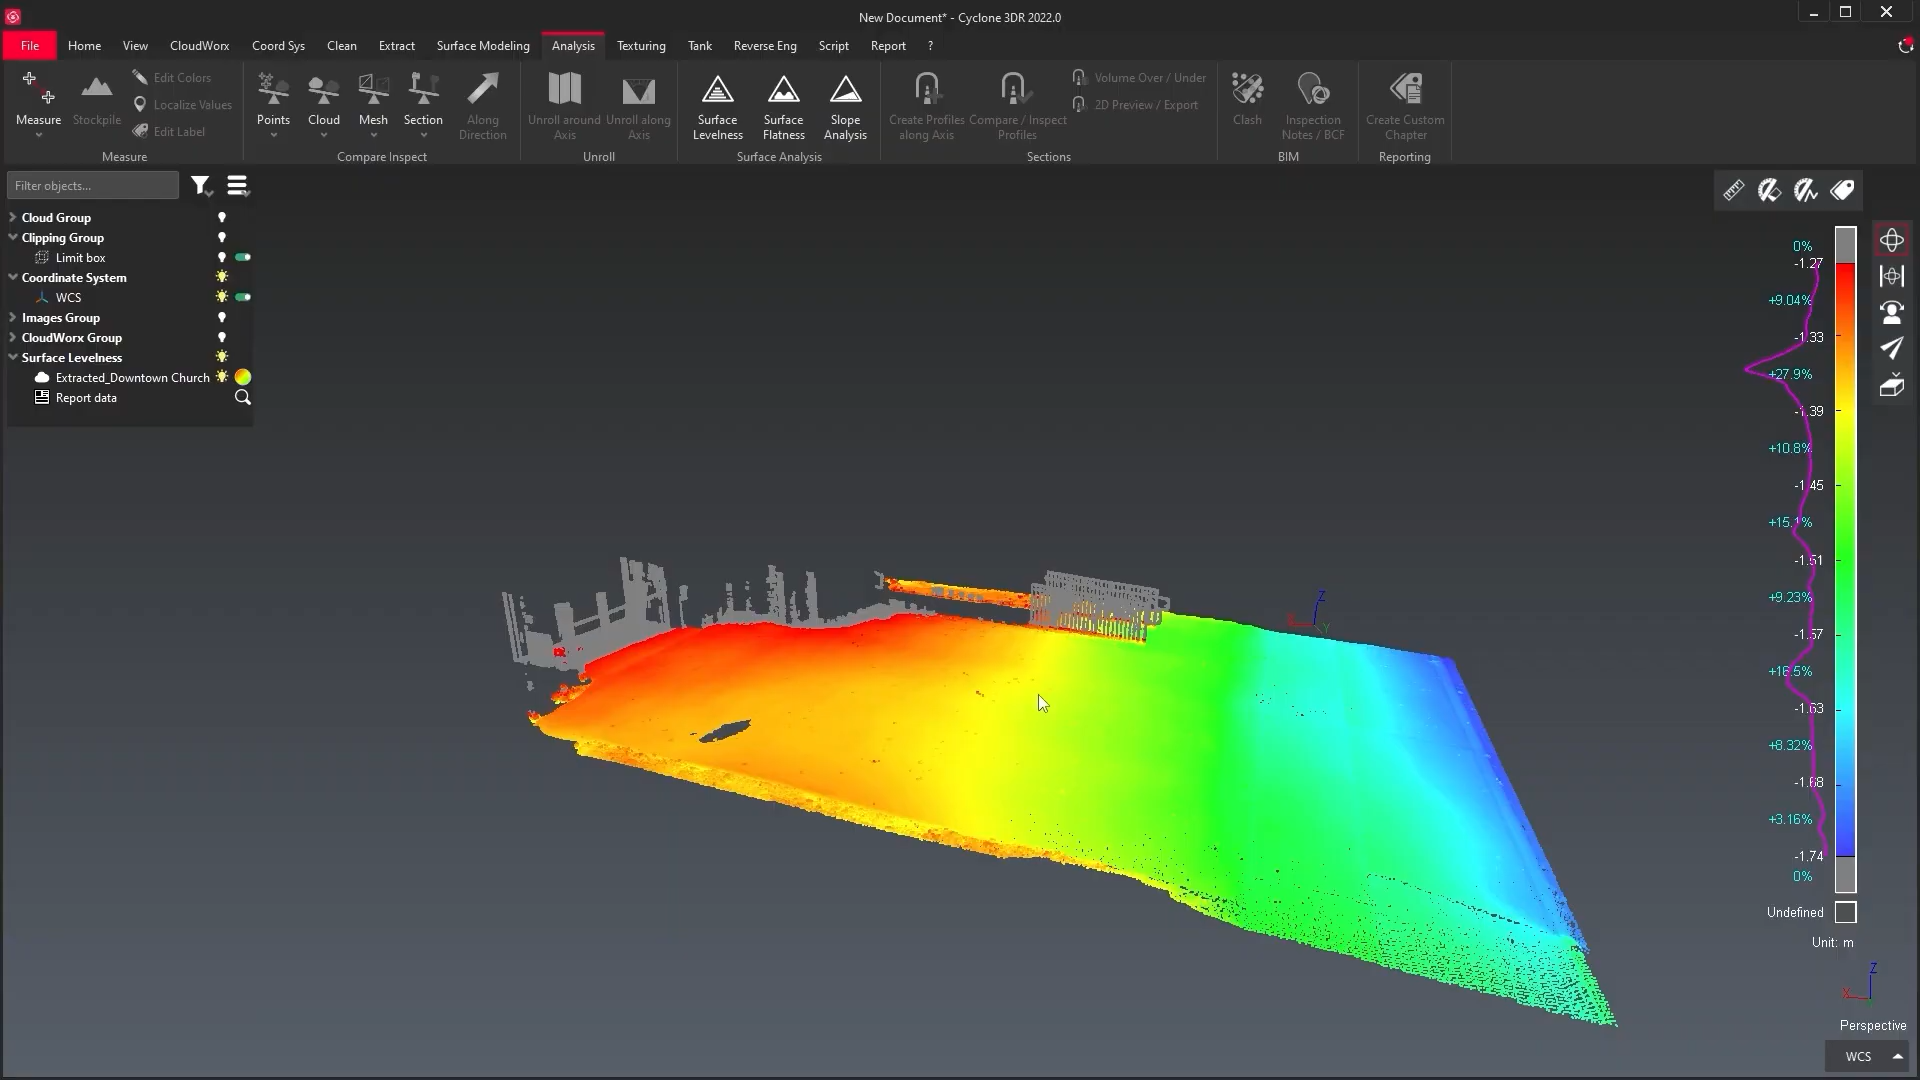 New Document* - Cyclone 3DR 2022.0
File Home View CloudWorx Coord Sys Clean Extract Surface Modeling Analysis Texturing Tank Reverse Eng Script Report ?
Measure
Stockpile
Edit Colors
Localize Values
Edit Label
Measure
Points
Cloud
Mesh
Section
Along
Direction
Compare Inspect
Unroll around
Axis
Unroll along
Axis
Unroll
Surface
Levelness
Surface
Flatness
Slope
Analysis
Surface Analysis
Create Profiles
along Axis
Compare / Inspect
Profiles
Volume Over / Under
2D Preview / Export
Sections
Clash
Inspection
Notes / BCF
BIM
Create Custom
Chapter
Reporting
Filter objects...
Cloud Group
Clipping Group
Limit box
Coordinate System
WCS
Images Group
CloudWorx Group
Surface Levelness
Extracted_Downtown Church
Report data
0%
-1.27
+9.04%
-1.33
+27.9%
-1.39
+10.8%
-1.45
+15.1%
-1.51
+9.23%
-1.57
+16.5%
-1.63
+8.32%
-1.68
+3.16%
-1.74
0%
Undefined
Unit: m
Z
Y
Z
X
Perspective
WCS